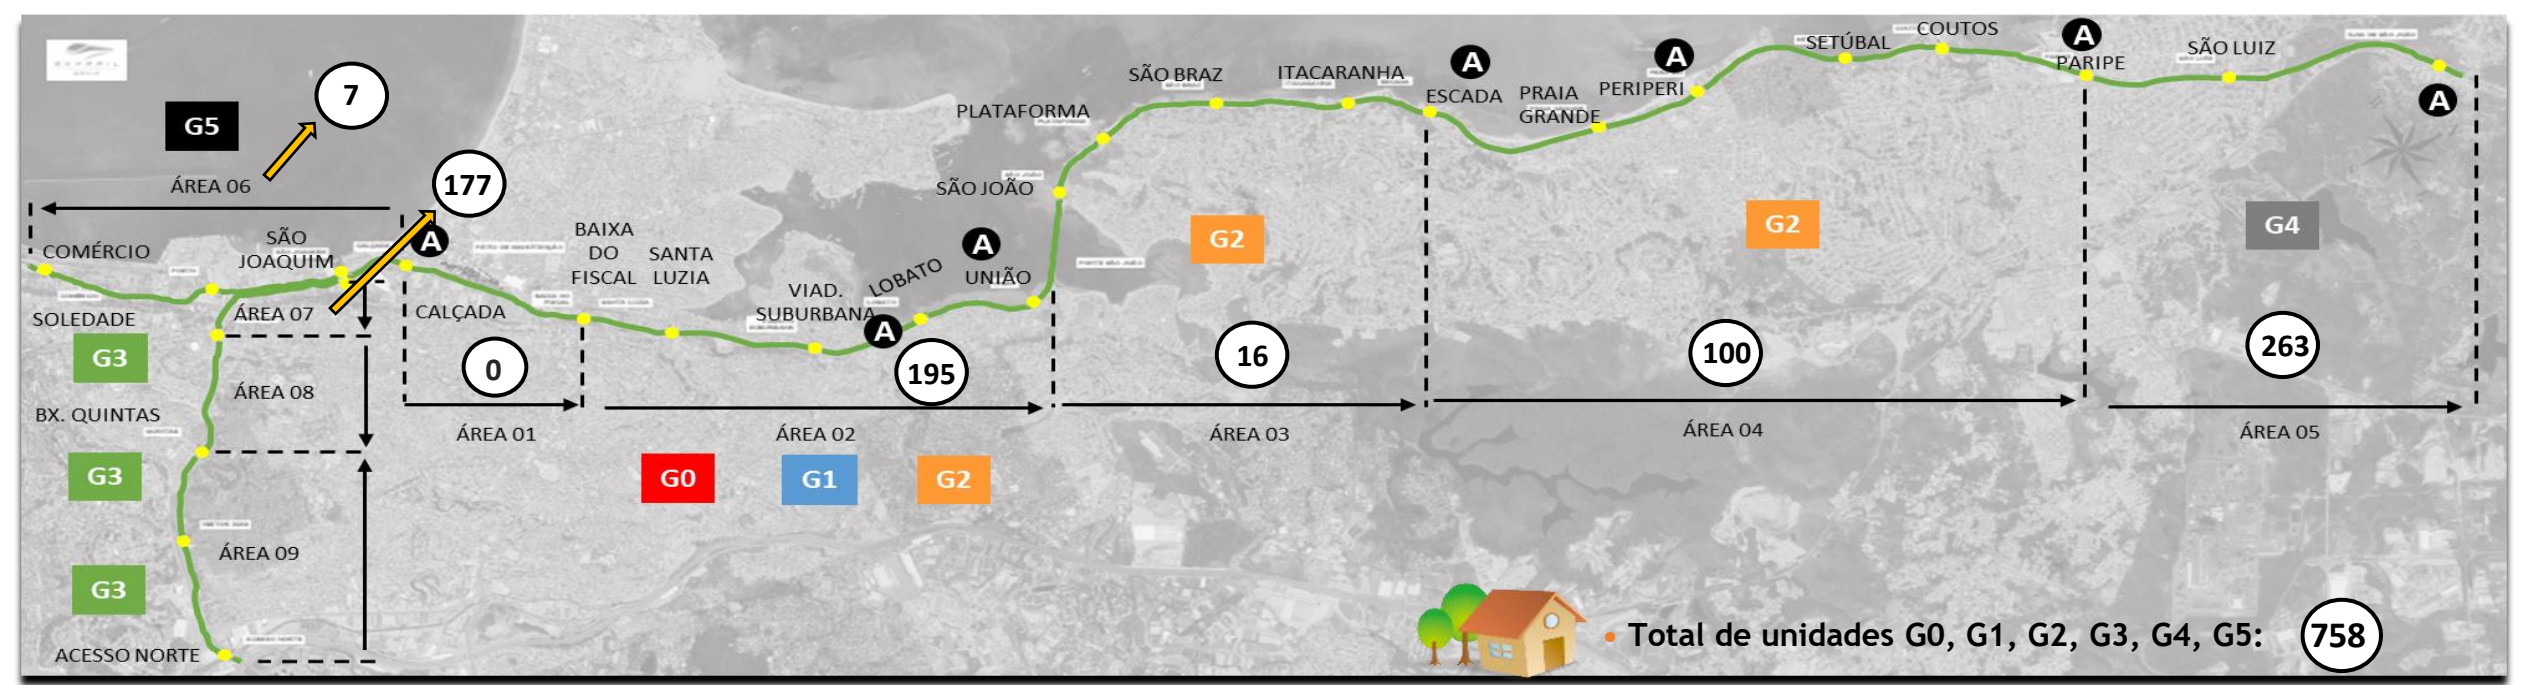 G5
7
ÁREA 06
177
COMÉRCIO
SÃO
JOAQUIM
A
SOLEDADE
ÁREA 07
G3
ÁREA 08
BX. QUINTAS
G3
ÁREA 09
G3
ACESSO NORTE
CALÇADA
0
ÁREA 01
BAIXA
DO
FISCAL
SANTA
LUZIA
VIAD.
SUBURBANA
LOBATO
A
195
A
UNIÃO
ÁREA 02
G0
G1
G2
SÃO JOÃO
PLATAFORMA
SÃO BRAZ
ITACARANHA
G2
16
ÁREA 03
A
ESCADA
PRAIA
GRANDE
A
PERIPERI
SETÚBAL
COUTOS
G2
100
ÁREA 04
A
PARIPE
SÃO LUIZ
A
G4
263
ÁREA 05
• Total de unidades G0, G1, G2, G3, G4, G5: 758